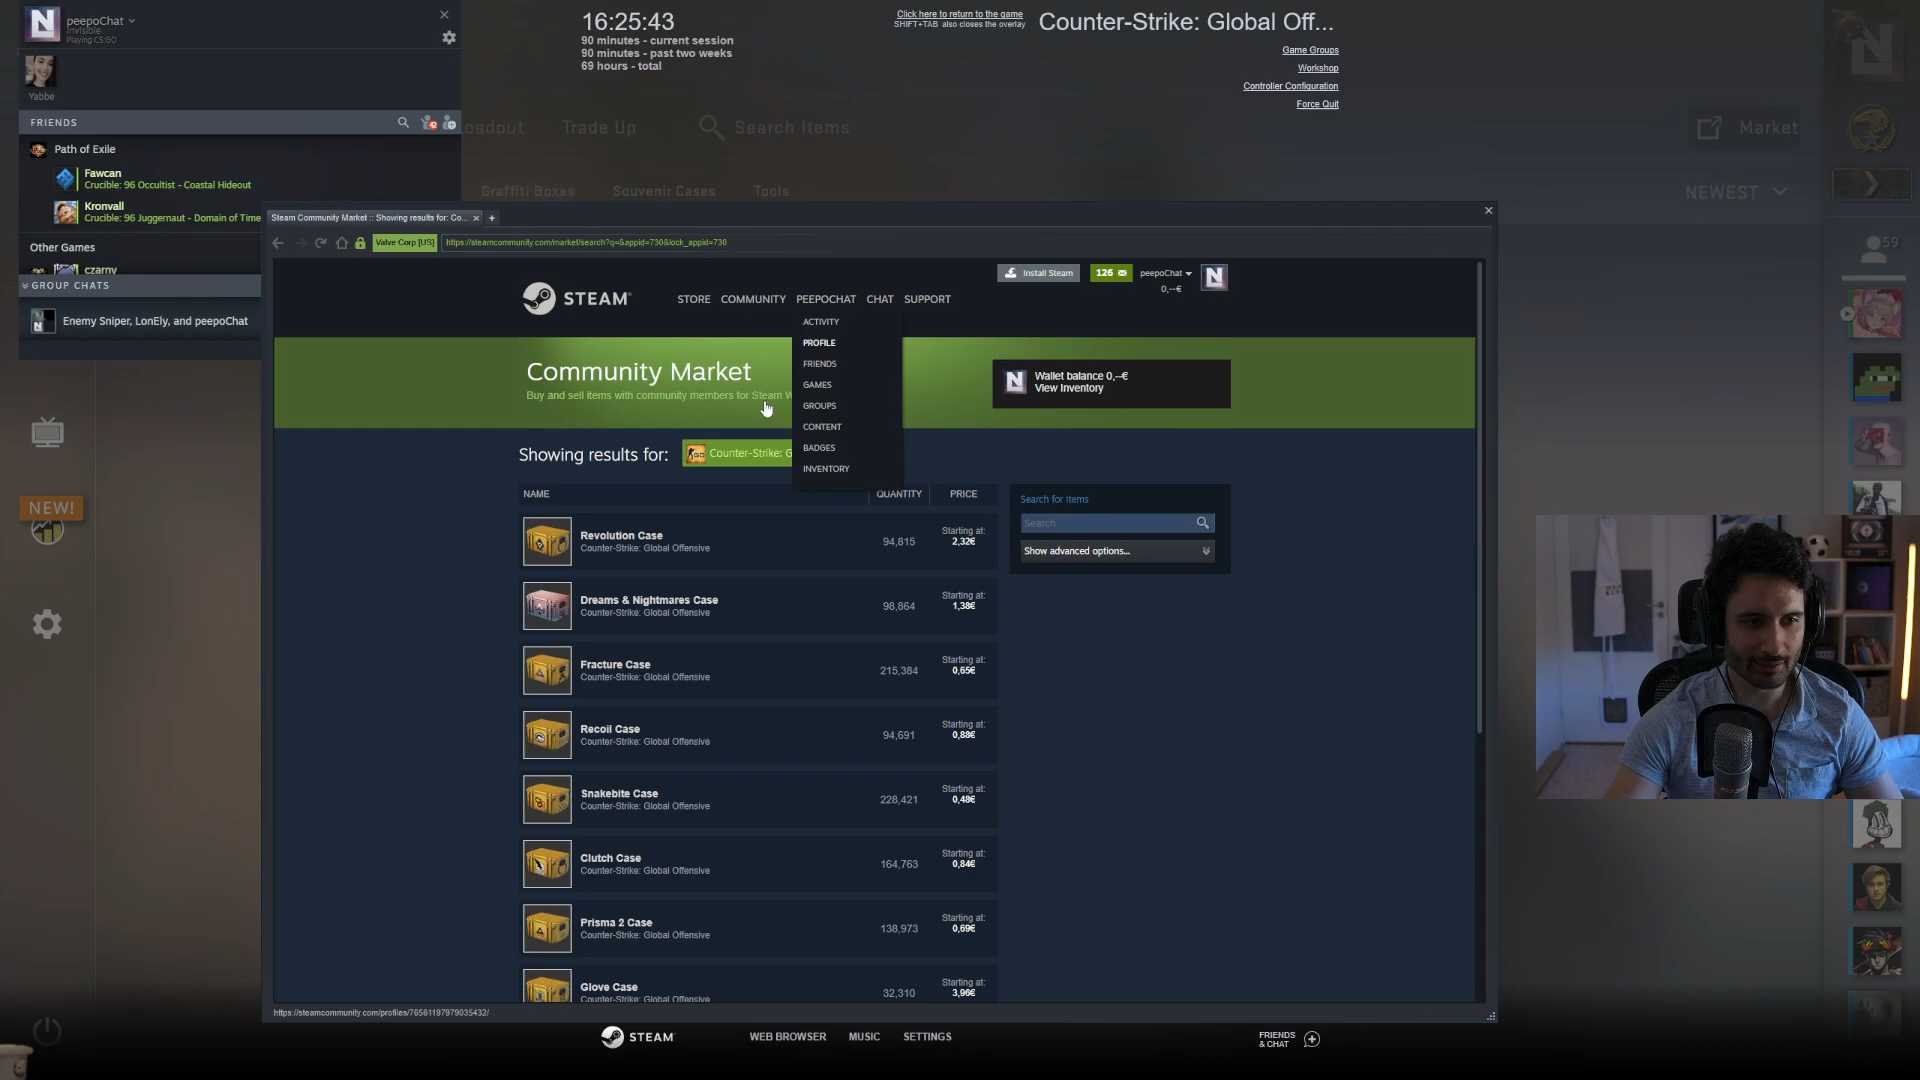 peepoChat
Invisible
Playing CS:GO
Yabbe
FRIENDS
42
Path of Exile
Fawcan
Crucible: 96 Occultist - Coastal Hideout
Kronvall
Crucible: 96 Juggernaut - Domain of Time
Other Games
czarny
GROUP CHATS
Enemy Sniper, LonEly, and peepoChat
16:25:43
90 minutes - current session
90 minutes - past two weeks
69 hours - total
Click here to return to the game
SHIFT+TAB also closes the overlay
Counter-Strike: Global Off...
Game Groups
Workshop
Controller Configuration
Force Quit
oadout
Trade Up
Search Items
Market
Graffiti Boxes
Souvenir Cases
Tools
NEWEST
59
NEW!
Steam Community Market :: Showing results for: Co...
Valve Corp [US]
https://steamcommunity.com/market/search?q=&appid=730&lock_appid=730
Install Steam
126
peepoChat
0,--€
STEAM
STORE
COMMUNITY
PEEPOCHAT
CHAT
SUPPORT
ACTIVITY
PROFILE
FRIENDS
GAMES
GROUPS
CONTENT
BADGES
INVENTORY
Community Market
Buy and sell items with community members for Steam W
Wallet balance 0,--€
View Inventory
Showing results for:
Counter-Strike: G
NAME
QUANTITY
PRICE
Revolution Case
Counter-Strike: Global Offensive
94,815
Starting at:
2,32€
Dreams & Nightmares Case
Counter-Strike: Global Offensive
98,864
Starting at:
1,38€
Fracture Case
Counter-Strike: Global Offensive
215,384
Starting at:
0,65€
Recoil Case
Counter-Strike: Global Offensive
94,691
Starting at:
0,88€
Snakebite Case
Counter-Strike: Global Offensive
228,421
Starting at:
0,48€
Clutch Case
Counter-Strike: Global Offensive
164,763
Starting at:
0,84€
Prisma 2 Case
Counter-Strike: Global Offensive
138,973
Starting at:
0,69€
Glove Case
Counter-Strike: Global Offensive
32,310
Starting at:
3,96€
Search for Items
Search
Show advanced options...
https://steamcommunity.com/profiles/76561197979035432/
STEAM
WEB BROWSER
MUSIC
SETTINGS
FRIENDS
& CHAT